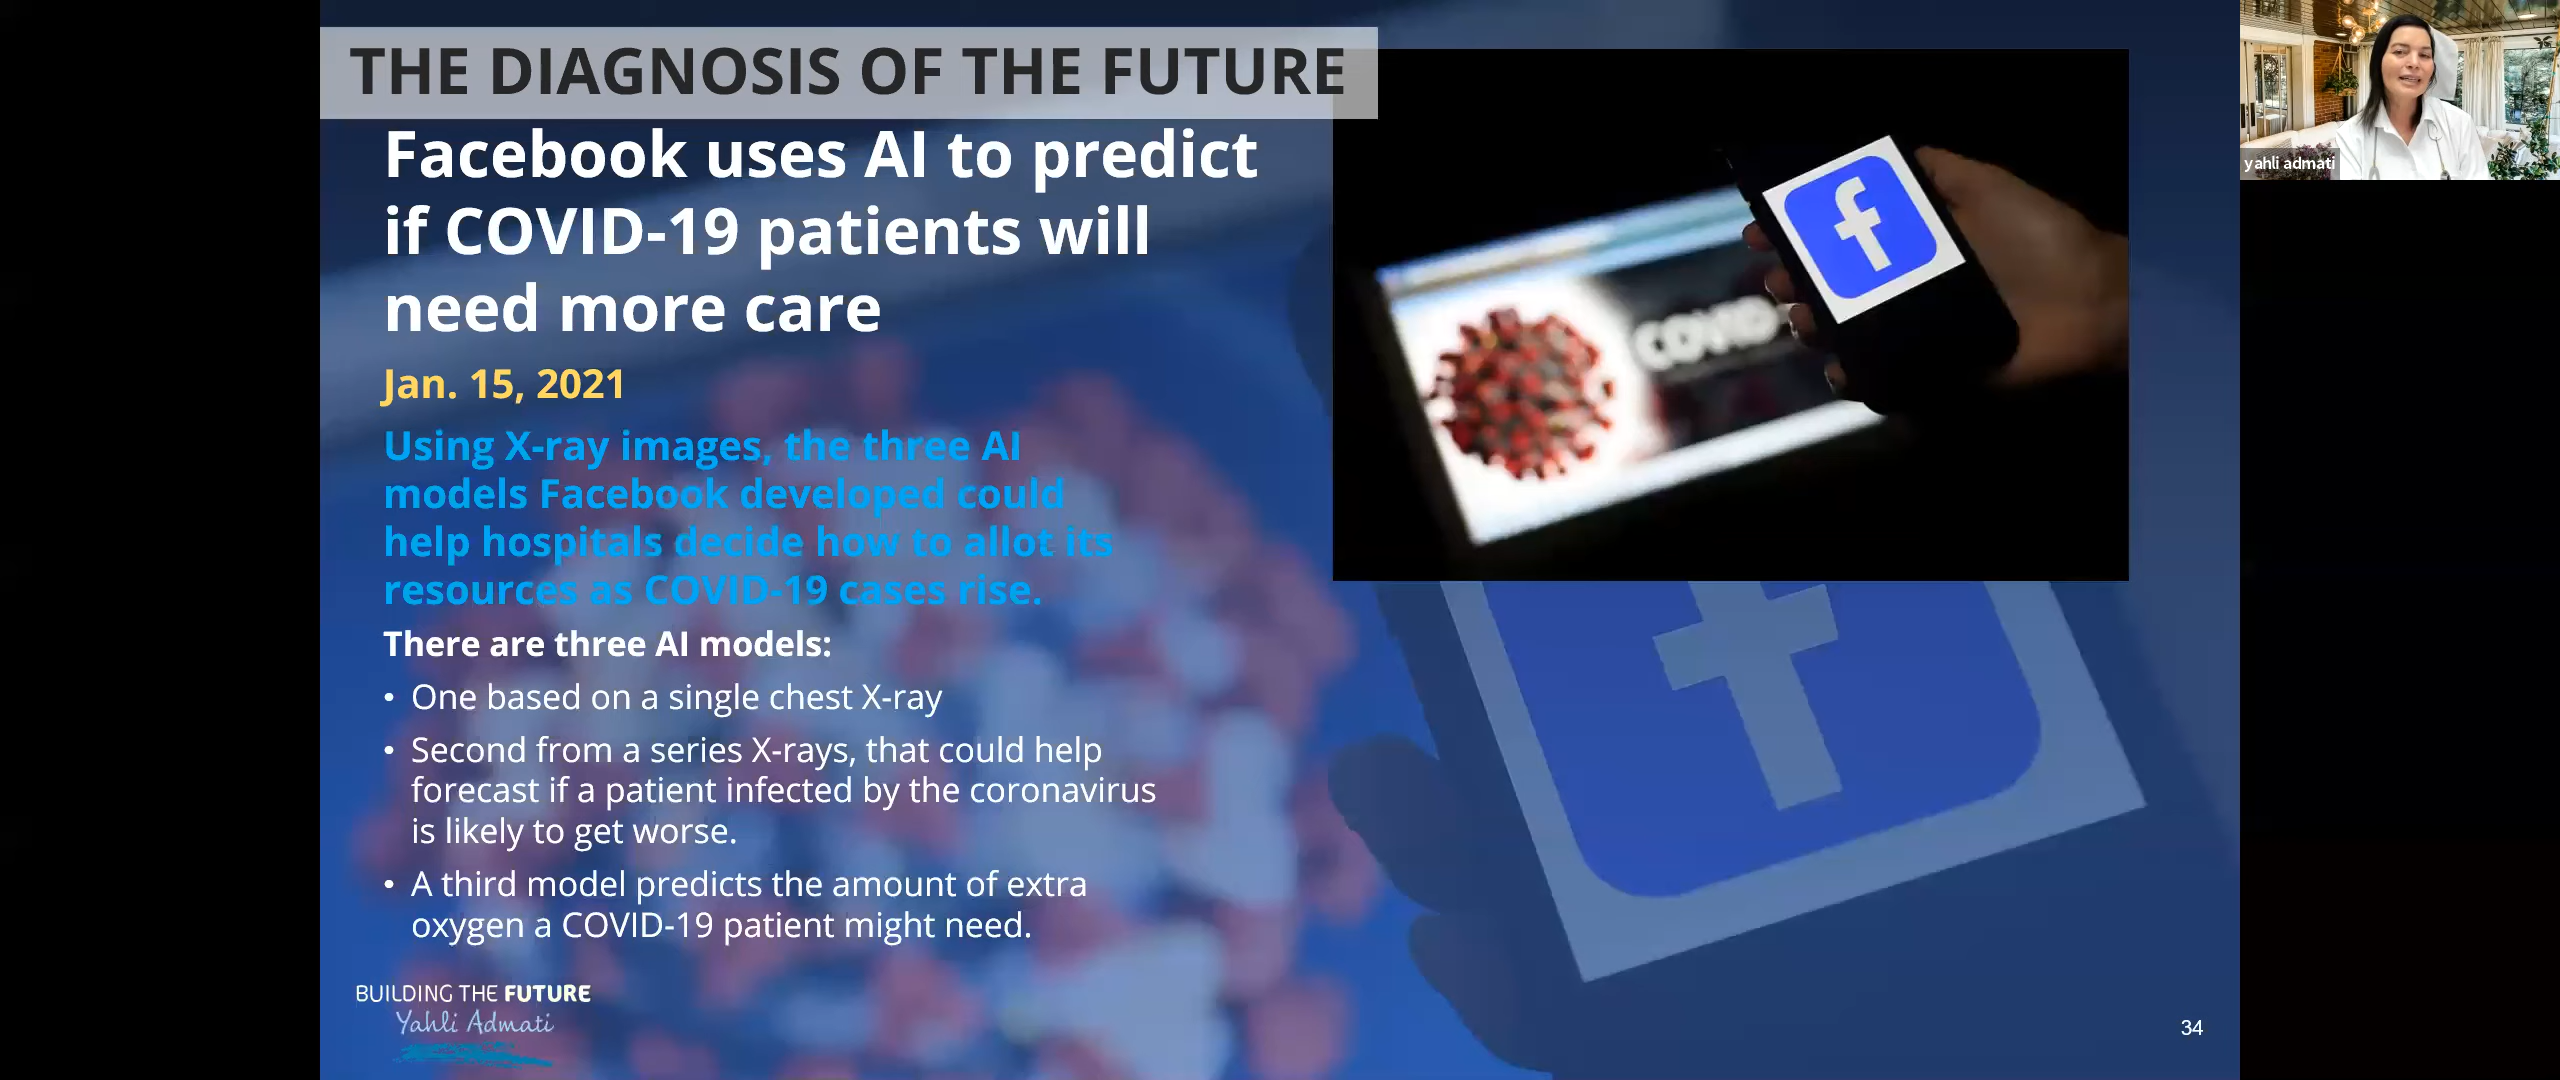 THE DIAGNOSIS OF THE FUTURE
Facebook uses AI to predict
if COVID-19 patients will
need more care
Jan. 15, 2021
Using X-ray images, the three AI
models Facebook developed could
help hospitals decide how to allot its
resources as COVID-19 cases rise.
There are three AI models:
• One based on a single chest X-ray
• Second from a series X-rays, that could help
forecast if a patient infected by the coronavirus
is likely to get worse.
• A third model predicts the amount of extra
oxygen a COVID-19 patient might need.
BUILDING THE FUTURE
Yahli Admati
COVID-
f
f
34
yahli admati